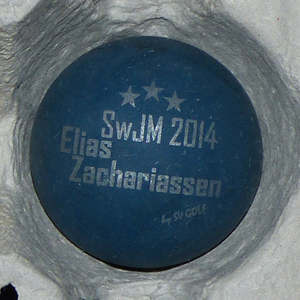 SwJM 2014
Elias
Zachariassen
by SV GOLF